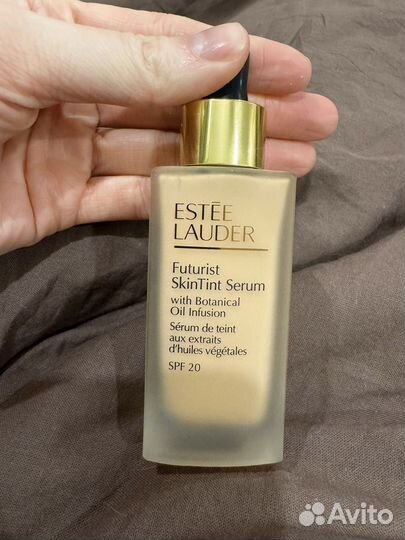 ESTĒE
LAUDER
Futurist
SkinTint Serum
with Botanical
Oil Infusion
Sérum de teint
aux extraits
d'huiles végétales
SPF 20
Avito